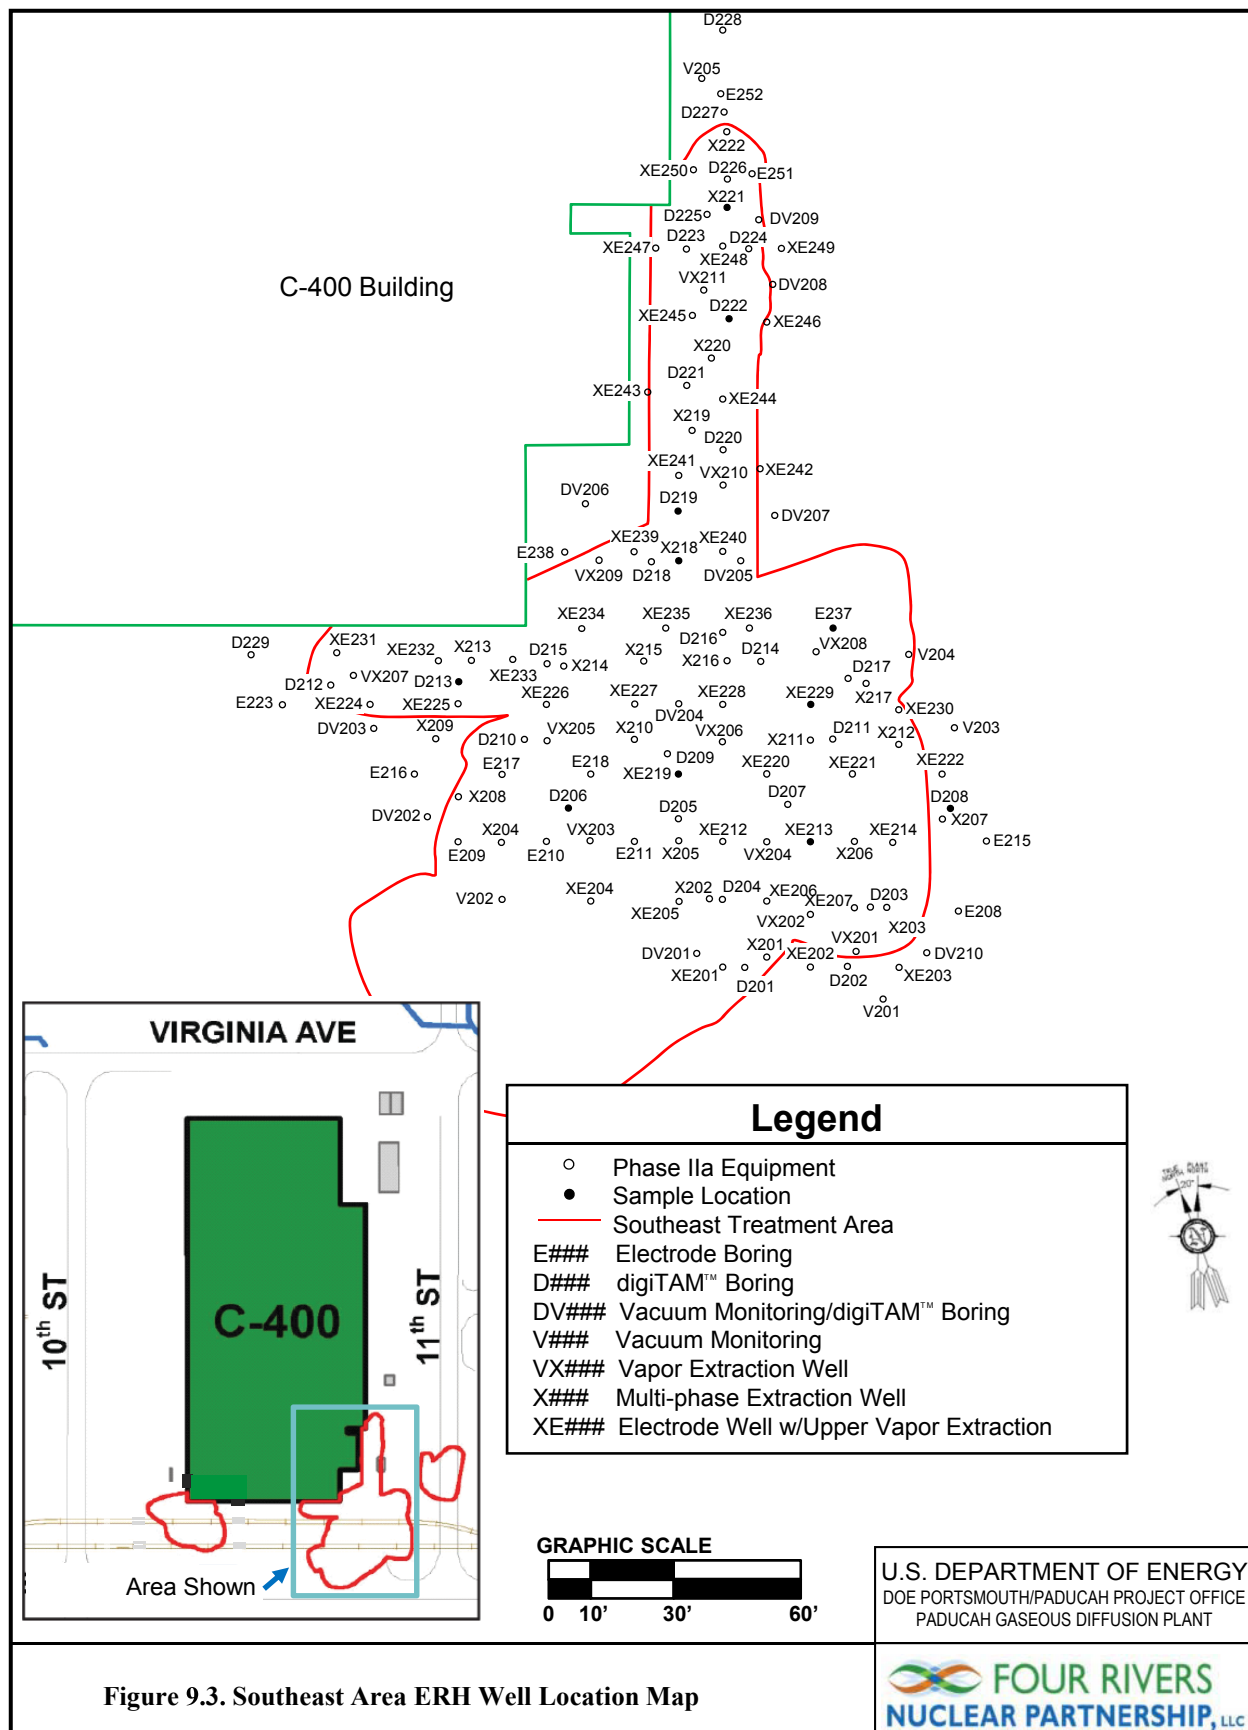 D228
V205
E252
D227
X222
XE250
D226
E251
X221
D225
DV209
XE247
D223
D224
XE249
XE248
C-400 Building
VX211
DV208
D222
XE245
XE246
X220
D221
XE243
XE244
X219
D220
XE241
VX210
XE242
DV206
D219
DV207
XE239
XE240
E238
X218
VX209
D218
DV205
XE234
XE235
XE236
E237
D229
XE231
XE232
X213
D215
D216
VX208
V204
XE233
X214
X215
X216
D214
D217
VX207
D212
D213
X217
XE226
XE227
XE228
XE229
E223
XE224
XE225
DV204
XE230
DV203
X209
D210
VX205
X210
VX206
X211
D211
X212
V203
E216
E217
E218
XE219
D209
XE220
XE221
XE222
X208
D206
D207
D208
DV202
D205
X207
X204
VX203
XE212
XE213
XE214
E209
E210
E211
X205
VX204
X206
E215
V202
XE204
X202
D204
XE206
XE207
D203
E208
XE205
VX202
X203
DV201
X201
XE202
VX201
DV210
XE201
D201
D202
XE203
V201
VIRGINIA AVE
10th ST
C-400
11th ST
Area Shown
Legend
Phase IIa Equipment
Sample Location
Southeast Treatment Area
E### Electrode Boring
D### digiTAM™ Boring
DV### Vacuum Monitoring/digiTAM™ Boring
V### Vacuum Monitoring
VX### Vapor Extraction Well
X### Multi-phase Extraction Well
XE### Electrode Well w/Upper Vapor Extraction
TRUE NORTH
PLANT NORTH
20°
N
GRAPHIC SCALE
0 10' 30' 60'
U.S. DEPARTMENT OF ENERGY
DOE PORTSMOUTH/PADUCAH PROJECT OFFICE
PADUCAH GASEOUS DIFFUSION PLANT
Figure 9.3. Southeast Area ERH Well Location Map
FOUR RIVERS
NUCLEAR PARTNERSHIP, LLC